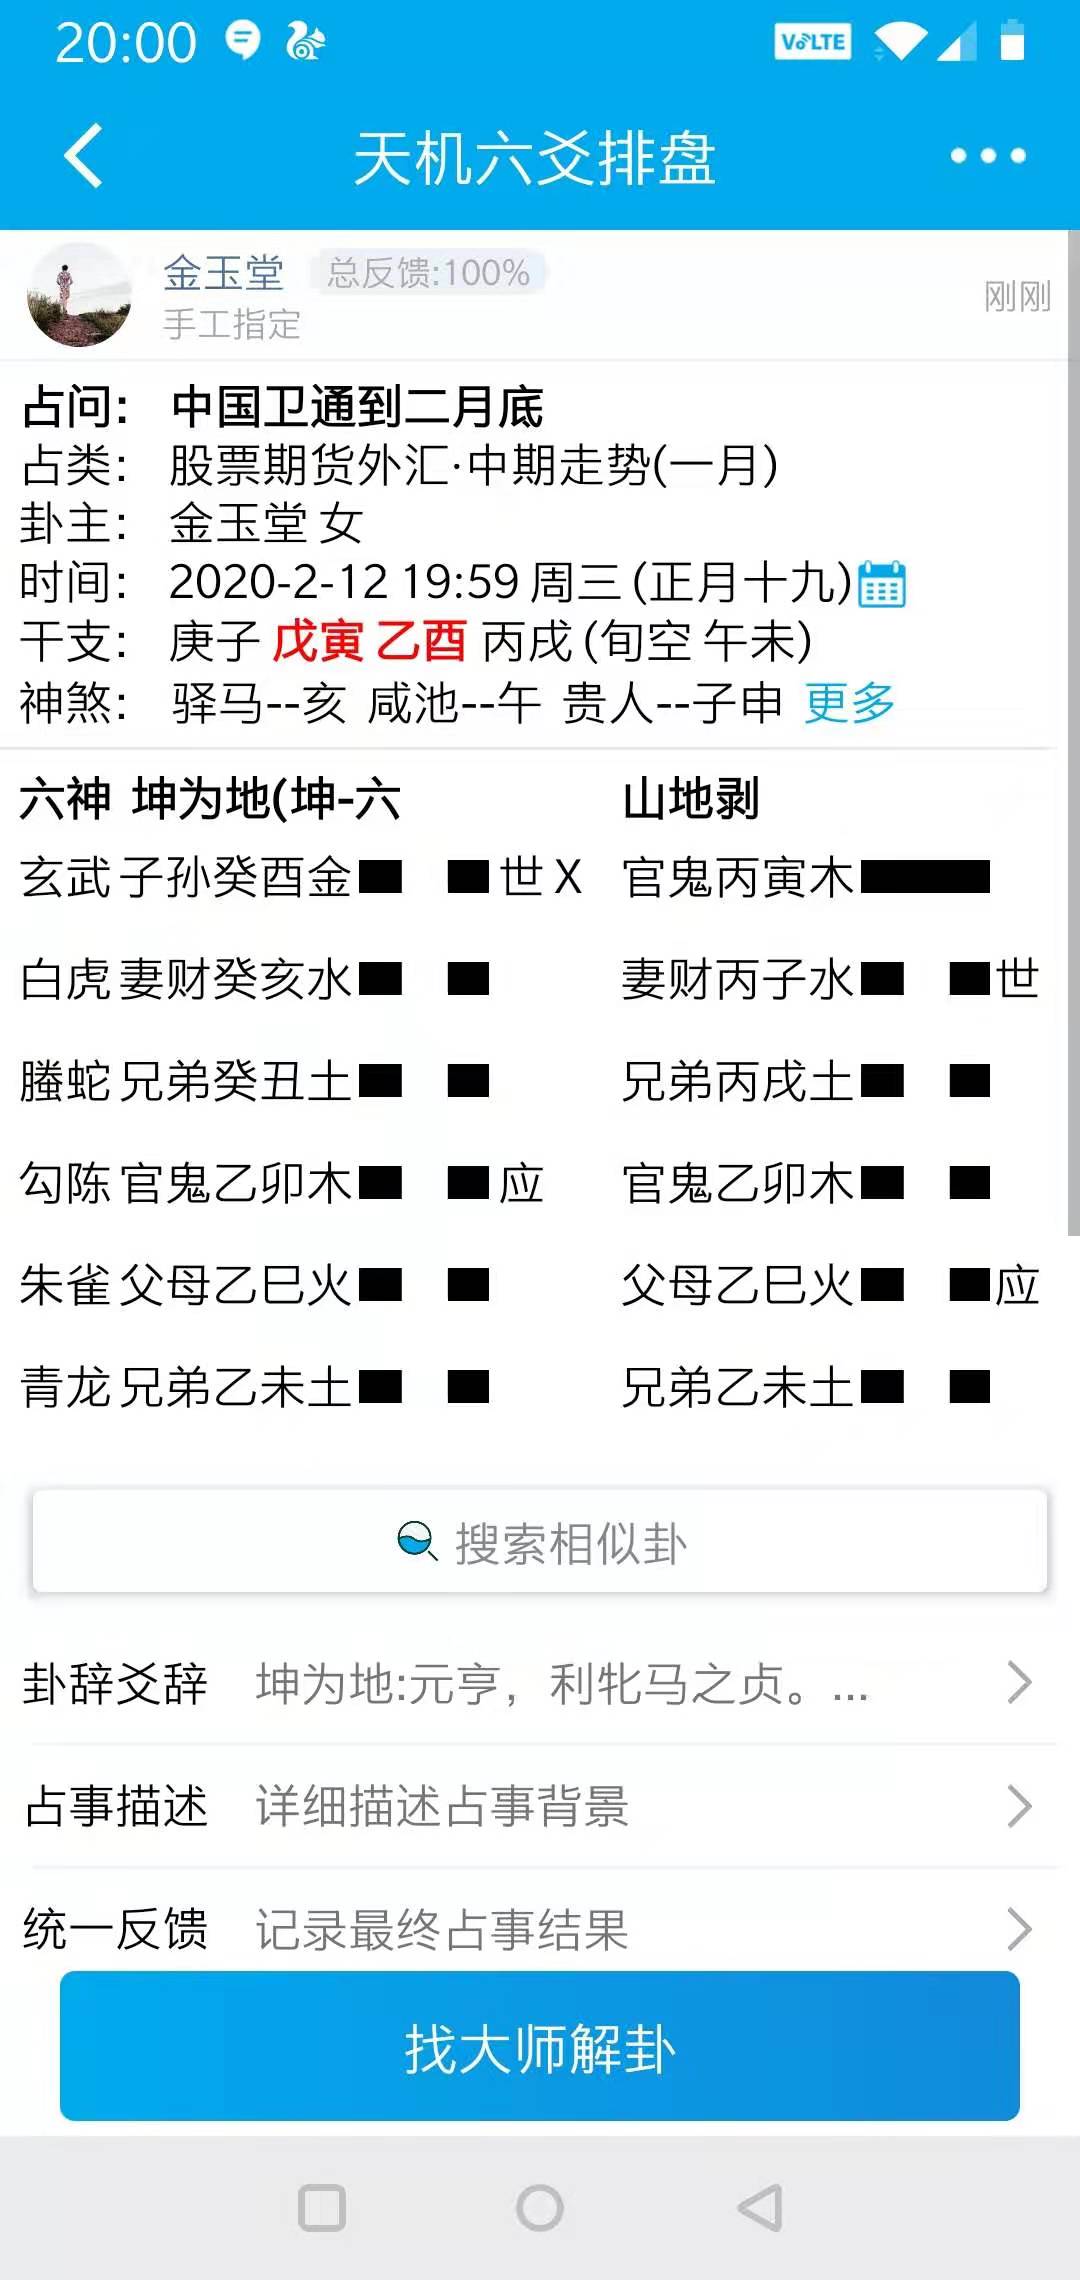 20:00 VoLTE
天机六爻排盘
金玉堂 总反馈:100%
手工指定 刚刚
占问： 中国卫通到二月底
占类： 股票期货外汇·中期走势(一月)
卦主： 金玉堂 女
时间： 2020-2-12 19:59 周三 (正月十九)
干支： 庚子 戊寅 乙酉 丙戌 (旬空 午未)
神煞： 驿马--亥 咸池--午 贵人--子申 更多
六神 坤为地(坤-六 山地剥
玄武 子孙癸酉金 世 X 官鬼丙寅木
白虎 妻财癸亥水 妻财丙子水 世
螣蛇 兄弟癸丑土 兄弟丙戌土
勾陈 官鬼乙卯木 应 官鬼乙卯木
朱雀 父母乙巳火 父母乙巳火 应
青龙 兄弟乙未土 兄弟乙未土
搜索相似卦
卦辞爻辞 坤为地:元亨，利牝马之贞。...
占事描述 详细描述占事背景
统一反馈 记录最终占事结果
找大师解卦